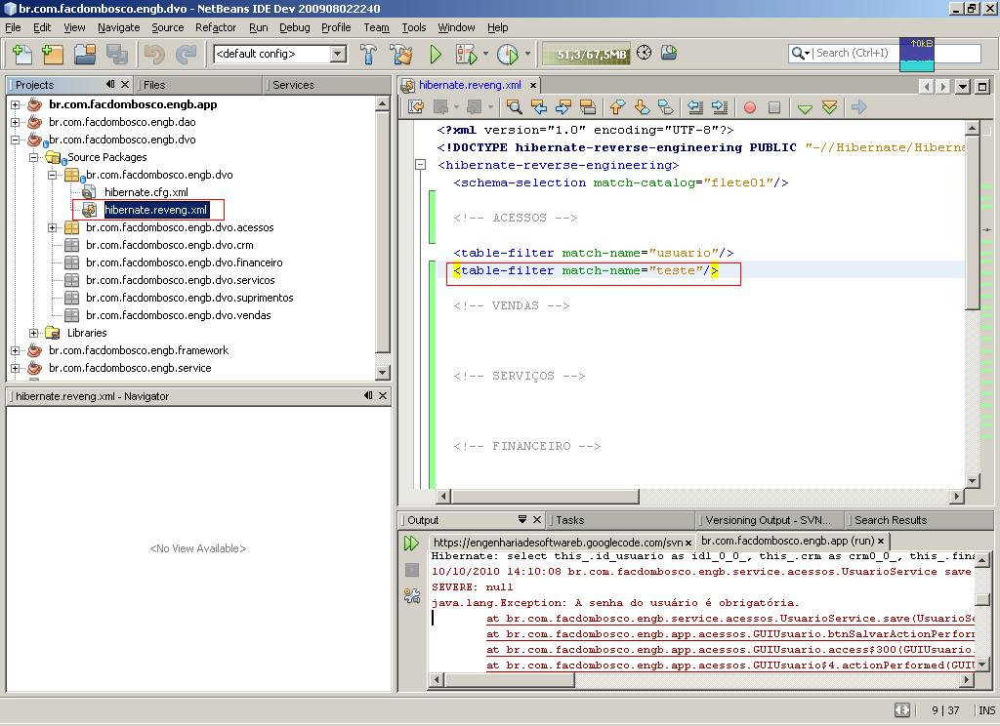 br.com.facdombosco.engb.dvo - NetBeans IDE Dev 200908022240
File Edit View Navigate Source Refactor Run Debug Profile Team Tools Window Help
<default config> 51,3/67,5MB Search (Ctrl+I) ↑0kB
Projects Files Services
br.com.facdombosco.engb.app
br.com.facdombosco.engb.dao
br.com.facdombosco.engb.dvo
Source Packages
br.com.facdombosco.engb.dvo
hibernate.cfg.xml
hibernate.reveng.xml
br.com.facdombosco.engb.dvo.acessos
br.com.facdombosco.engb.dvo.crm
br.com.facdombosco.engb.dvo.financeiro
br.com.facdombosco.engb.dvo.servicos
br.com.facdombosco.engb.dvo.suprimentos
br.com.facdombosco.engb.dvo.vendas
Libraries
br.com.facdombosco.engb.framework
br.com.facdombosco.engb.service
hibernate.reveng.xml - Navigator
<No View Available>
hibernate.reveng.xml
<?xml version="1.0" encoding="UTF-8"?>
<!DOCTYPE hibernate-reverse-engineering PUBLIC "-//Hibernate/Hiberna
<hibernate-reverse-engineering>
<schema-selection match-catalog="flete01"/>
<!-- ACESSOS -->
<table-filter match-name="usuario"/>
<table-filter match-name="teste"/>
<!-- VENDAS -->
<!-- SERVIÇOS -->
<!-- FINANCEIRO -->
Output Tasks Versioning Output - SVN... Search Results
https://engenhariadesoftwareb.googlecode.com/svn br.com.facdombosco.engb.app (run)
Hibernate: select this_.id_usuario as id1_0_0_, this_.crm as crm0_0_, this_.fina
10/10/2010 14:10:08 br.com.facdombosco.engb.service.acessos.UsuarioService save
SEVERE: null
java.lang.Exception: A senha do usuário é obrigatória.
at br.com.facdombosco.engb.service.acessos.UsuarioService.save(UsuarioSe
at br.com.facdombosco.engb.app.acessos.GUIUsuario.btnSalvarActionPerform
at br.com.facdombosco.engb.app.acessos.GUIUsuario.access$300(GUIUsuario.
at br.com.facdombosco.engb.app.acessos.GUIUsuario$4.actionPerformed(GUIU
9 | 37 INS